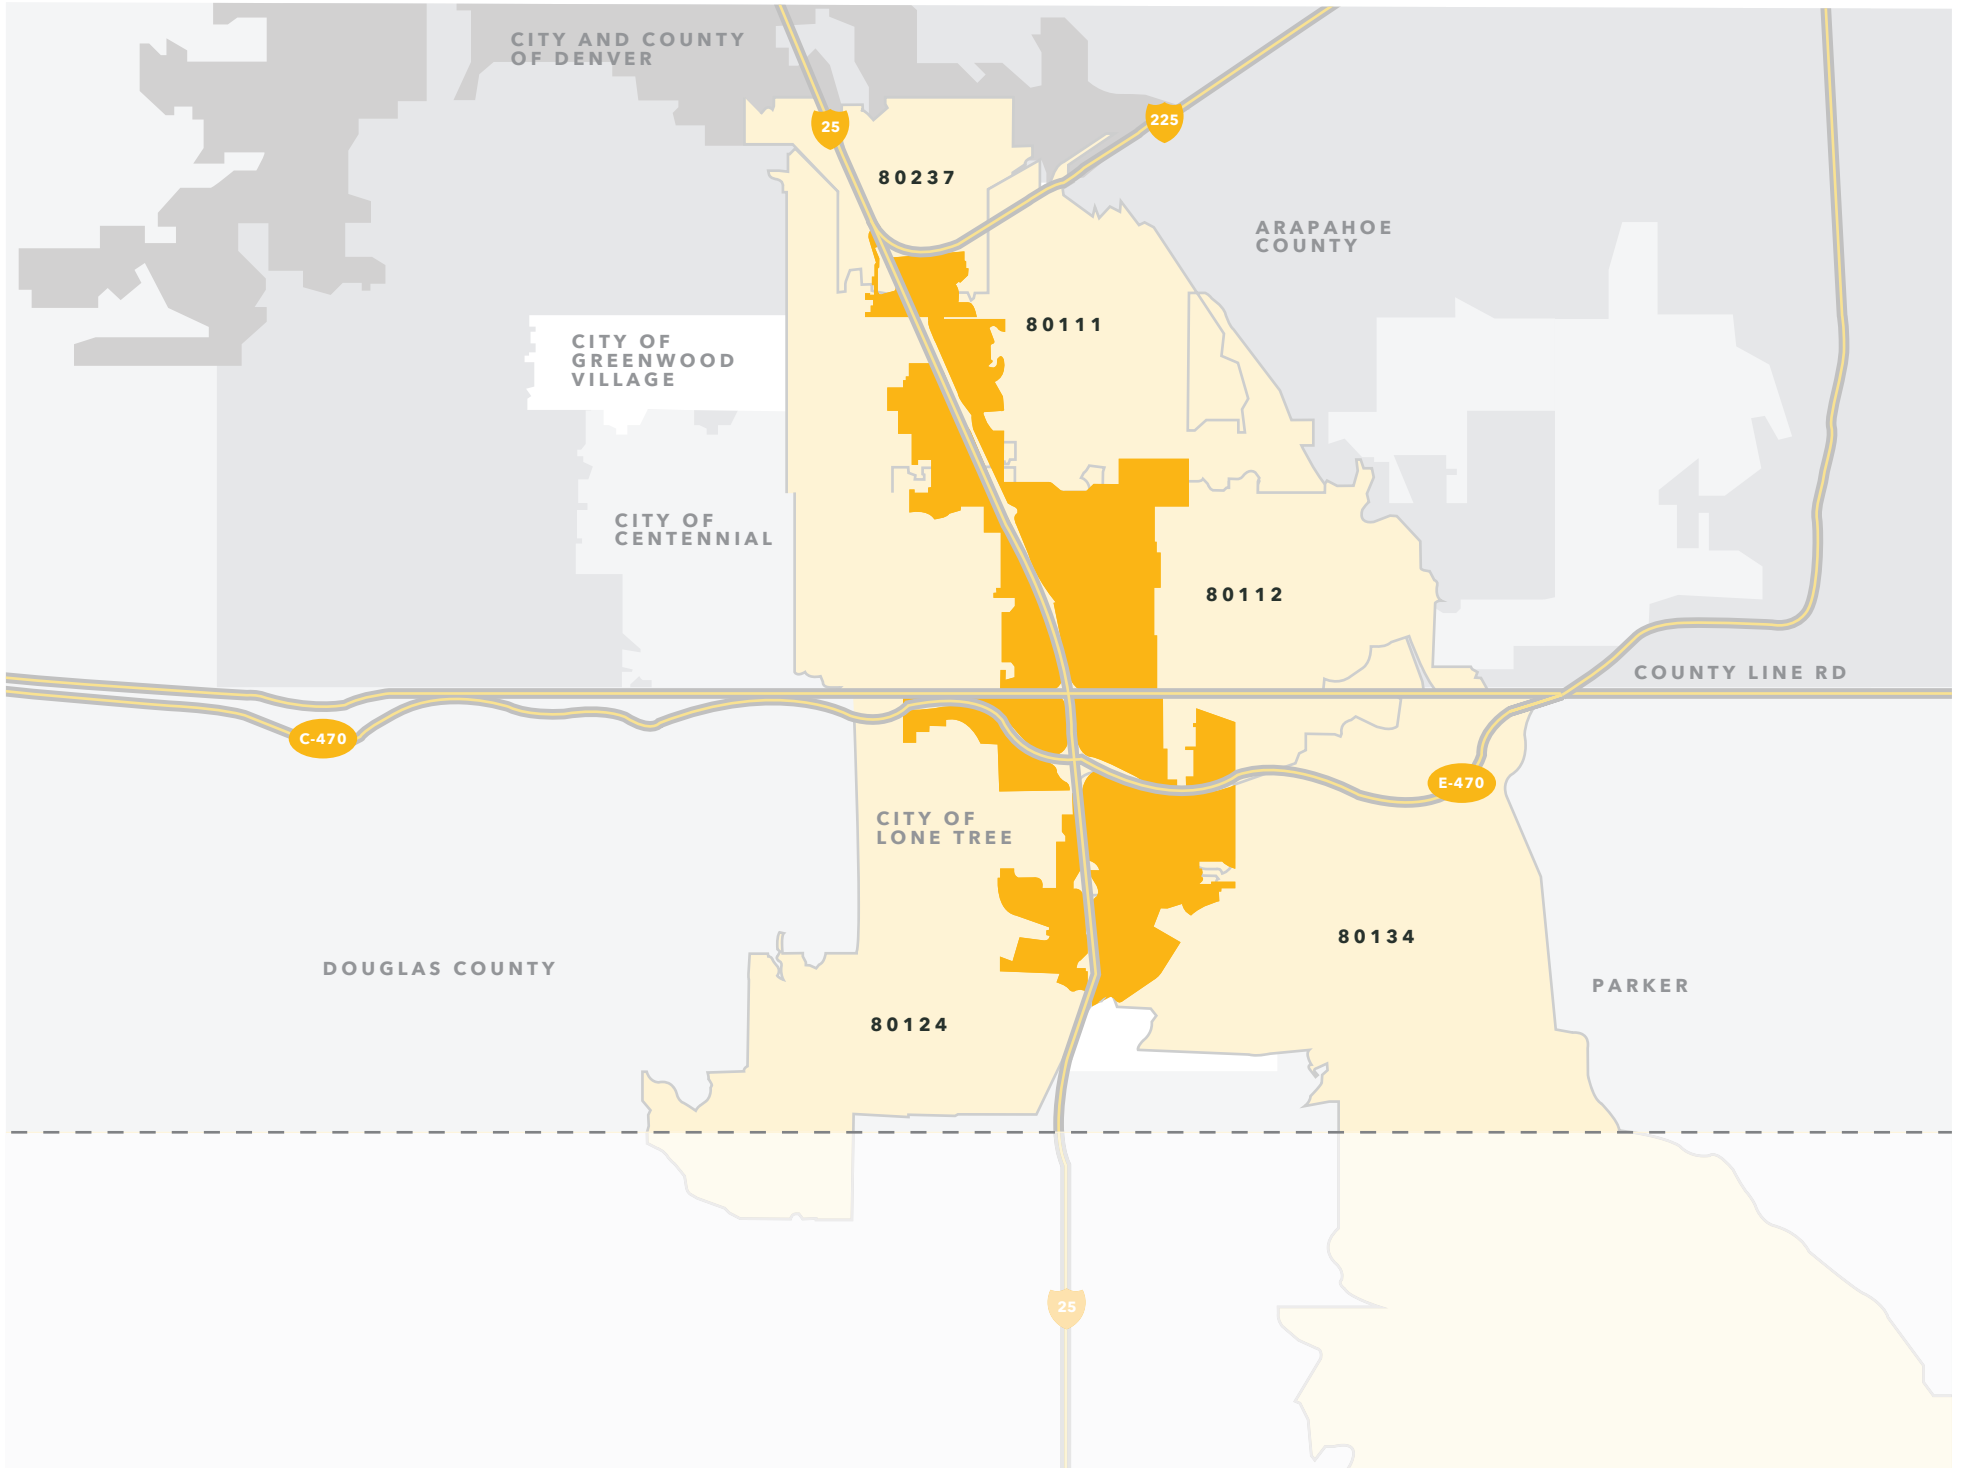 CITY AND COUNTY
OF DENVER
25
225
80237
ARAPAHOE
COUNTY
80111
CITY OF
GREENWOOD
VILLAGE
CITY OF
CENTENNIAL
80112
COUNTY LINE RD
C-470
E-470
CITY OF
LONE TREE
80134
DOUGLAS COUNTY
PARKER
80124
25